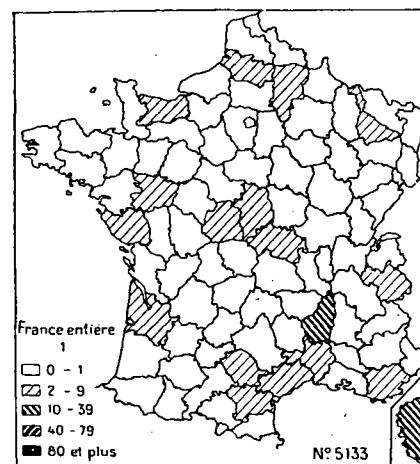 France entière
1
0 - 1
2 - 9
10 - 39
40 - 79
80 et plus
N° 5133